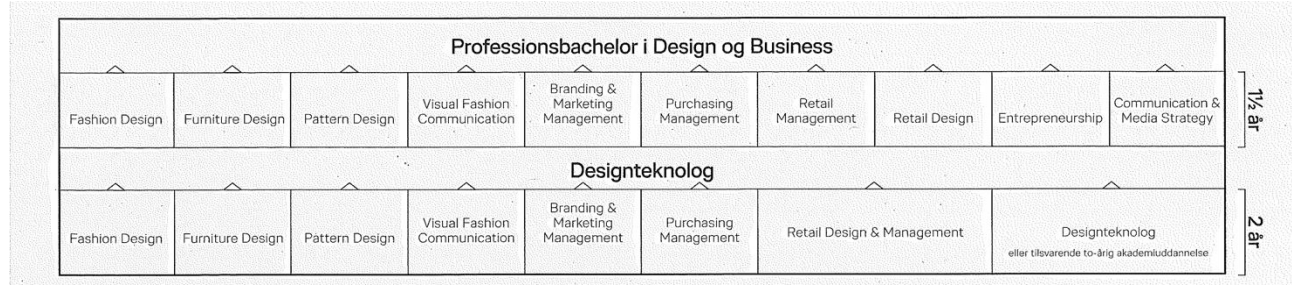 Professionsbachelor i Design og Business
Fashion Design
Furniture Design
Pattern Design
Visual Fashion
Communication
Branding &
Marketing
Management
Purchasing
Management
Retail
Management
Retail Design
Entrepreneurship
Communication &
Media Strategy
1½ år
Designteknolog
Fashion Design
Furniture Design
Pattern Design
Visual Fashion
Communication
Branding &
Marketing
Management
Purchasing
Management
Retail Design & Management
Designteknolog
eller tilsvarende to-årig akademiuddannelse
2 år